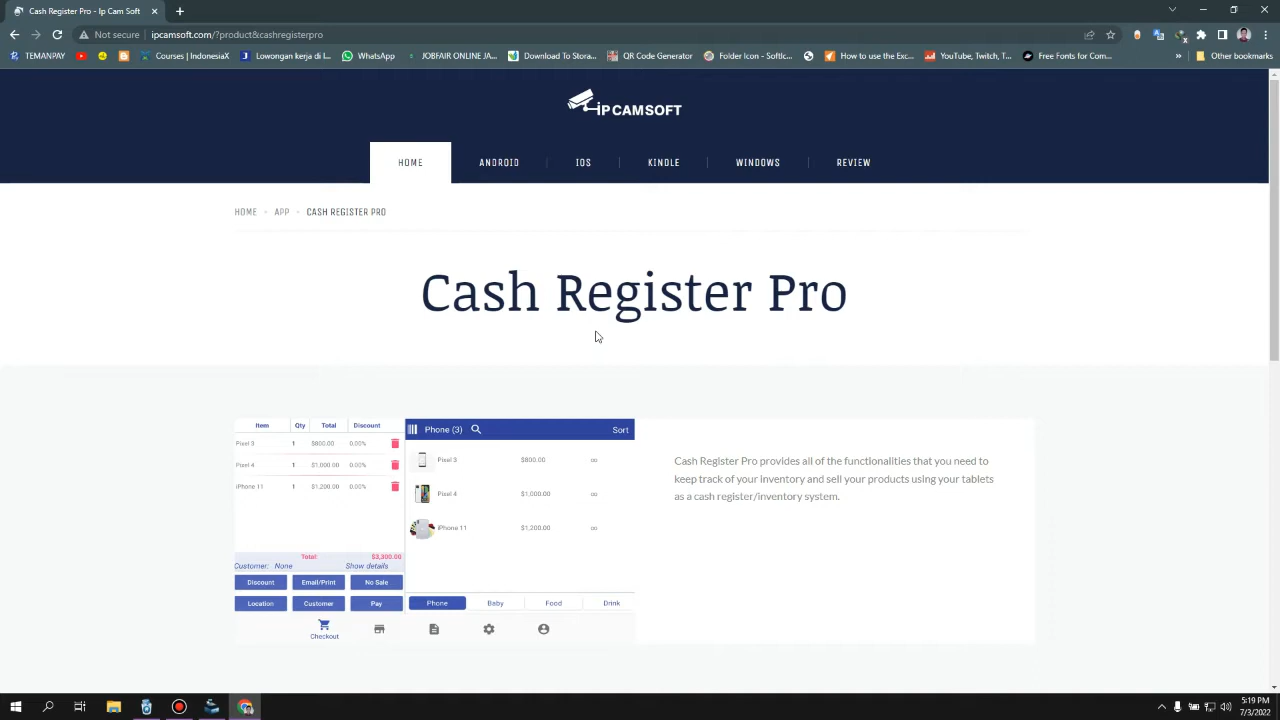 Cash Register Pro - Ip Cam Soft
Not secure
ipcamsoft.com/?product&cashregisterpro
TEMANPAY
Courses | IndonesiaX
Lowongan kerja di I...
WhatsApp
JOBFAIR ONLINE JA...
Download To Stora...
QR Code Generator
Folder Icon - Softic...
How to use the Exc...
YouTube, Twitch, T...
Free Fonts for Com...
Other bookmarks
IP CAMSOFT
HOME
ANDROID
IOS
KINDLE
WINDOWS
REVIEW
HOME
APP
CASH REGISTER PRO
Cash Register Pro
Item Qty Total Discount
Pixel 3 1 $800.00 0.00%
Pixel 4 1 $1,000.00 0.00%
iPhone 11 1 $1,200.00 0.00%
Total: $3,300.00
Customer: None Show details
Discount Email/Print No Sale
Location Customer Pay
Checkout
Phone (3) Sort
Pixel 3 $800.00 ∞
Pixel 4 $1,000.00 ∞
iPhone 11 $1,200.00 ∞
Phone Baby Food Drink
Cash Register Pro provides all of the functionalities that you need to
keep track of your inventory and sell your products using your tablets
as a cash register/inventory system.
5:19 PM
7/3/2022